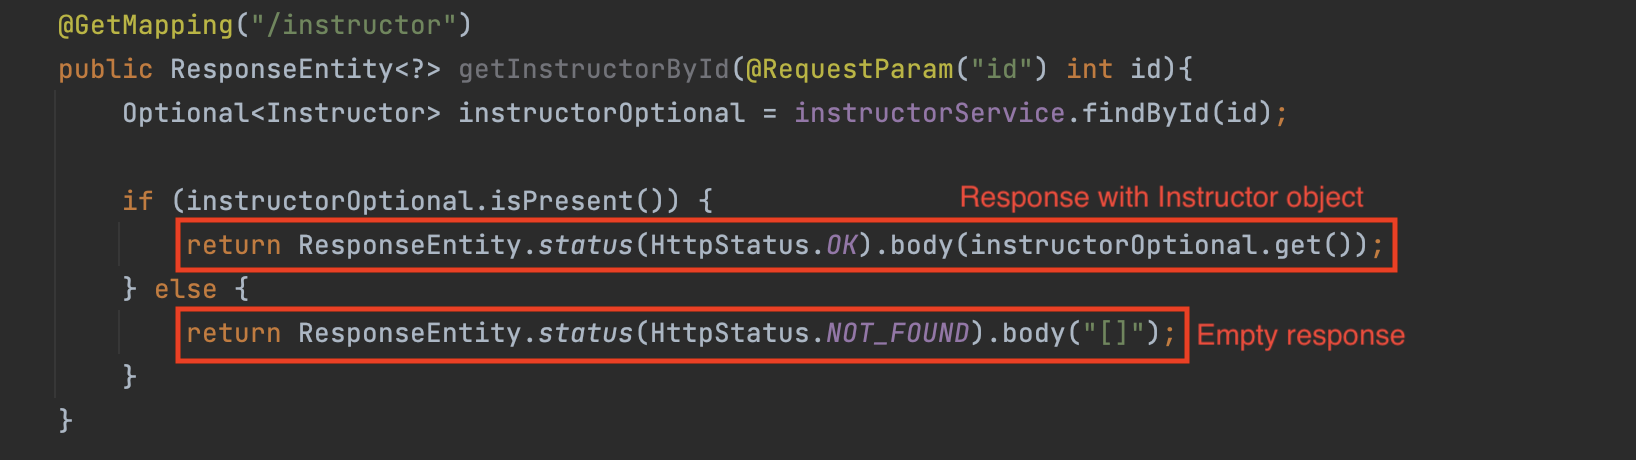 @GetMapping("/instructor")
public ResponseEntity<?> getInstructorById(@RequestParam("id") int id){
Optional<Instructor> instructorOptional = instructorService.findById(id);
if (instructorOptional.isPresent()) {
Response with Instructor object
return ResponseEntity.status(HttpStatus.OK).body(instructorOptional.get());
} else {
return ResponseEntity.status(HttpStatus.NOT_FOUND).body("[]"); Empty response
}
}